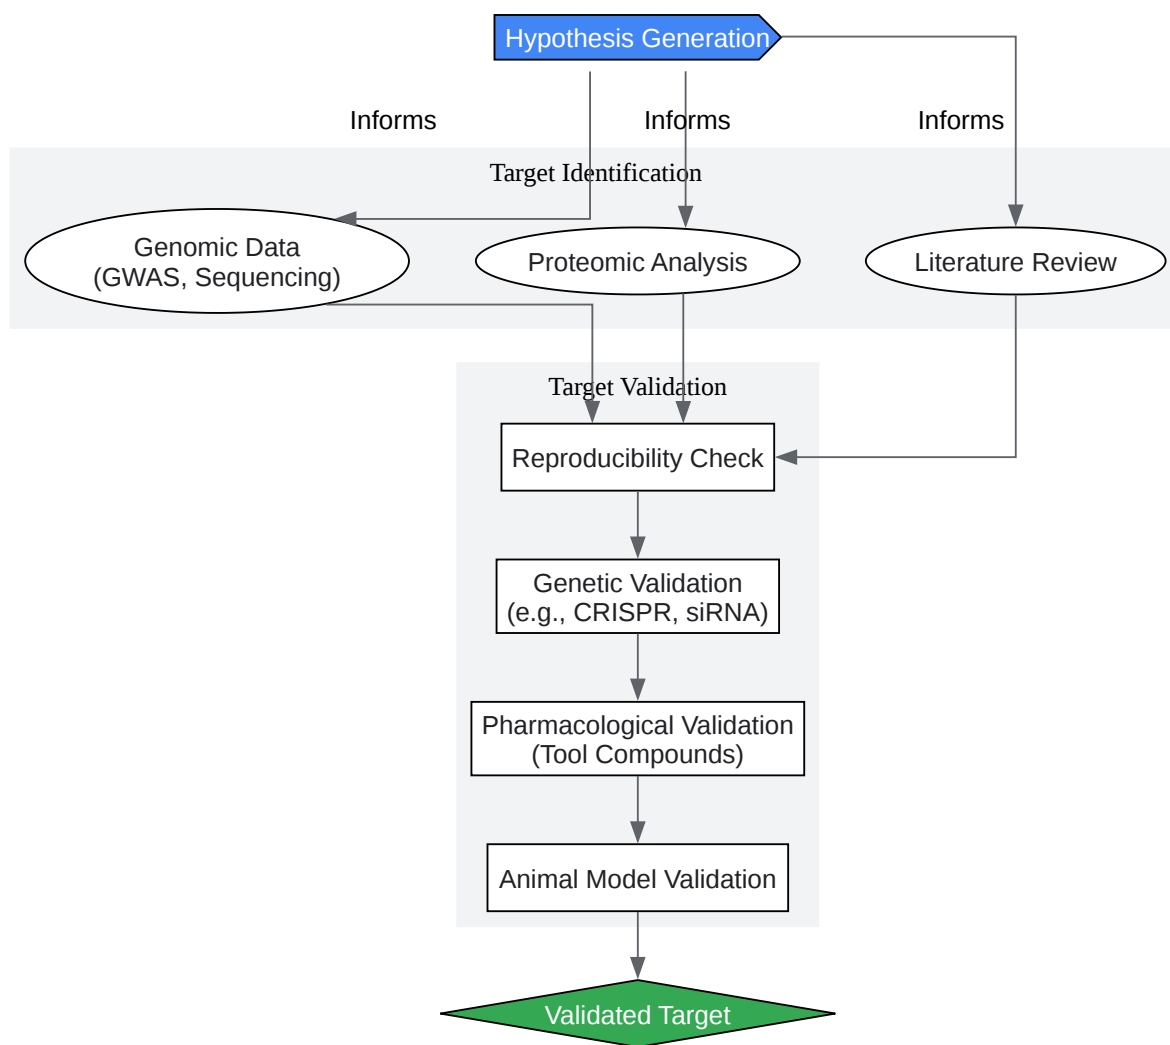 Hypothesis Generation
Informs
Informs
Informs
Target Identification
Genomic Data
(GWAS, Sequencing)
Proteomic Analysis
Literature Review
Target Validation
Reproducibility Check
Genetic Validation
(e.g., CRISPR, siRNA)
Pharmacological Validation
(Tool Compounds)
Animal Model Validation
Validated Target